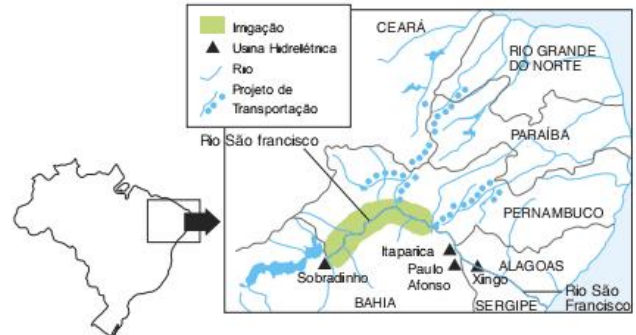 Irrigação
Usina Hidrelétrica
Rio
Projeto de
Transportação
CEARÁ
RIO GRANDE
DO NORTE
Rio São francisco
PARAÍBA
PERNAMBUCO
Itaparica
Paulo
Afonso
Xingo
ALAGOAS
Sobradinho
BAHIA
SERGIPE
Rio São
Francisco